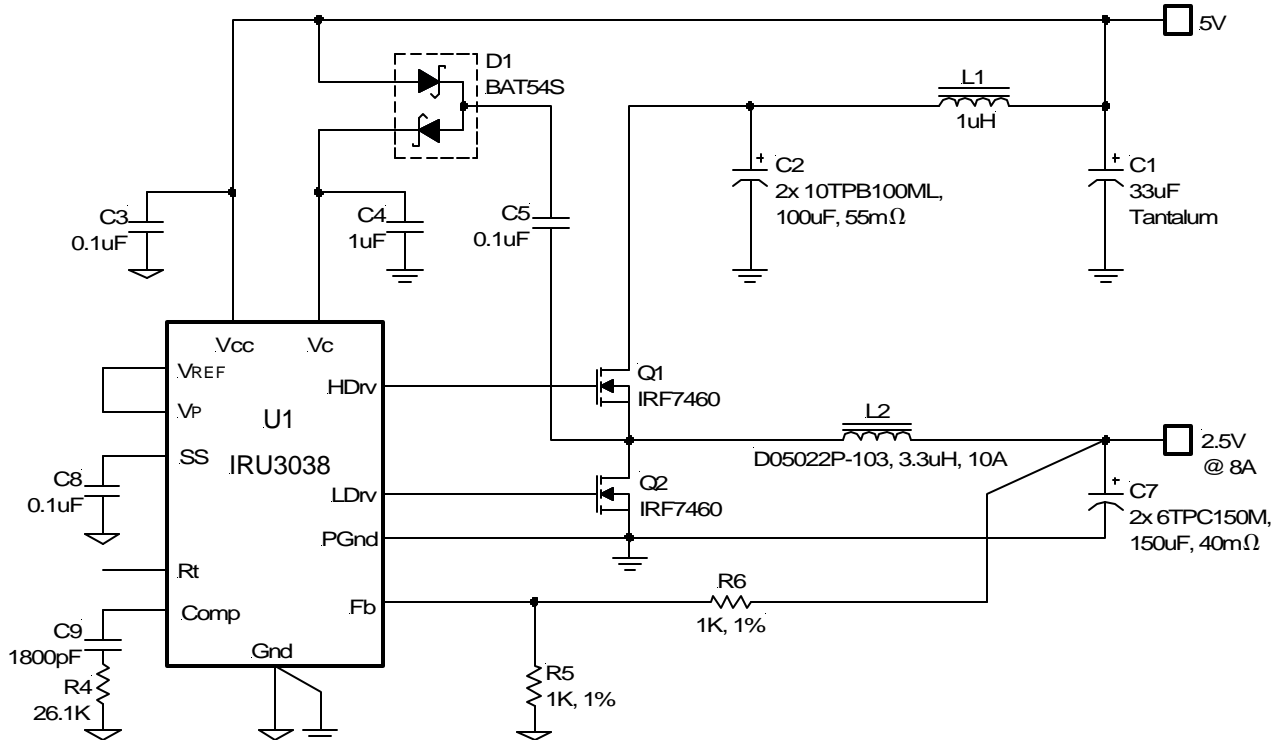 5V
D1
BAT54S
L1
1uH
C2
2x 10TPB100ML,
100uF, 55mΩ
C1
33uF
Tantalum
C3
0.1uF
C4
1uF
C5
0.1uF
Vcc
Vc
VREF
VP
HDrv
U1
IRU3038
SS
LDrv
PGnd
Rt
Comp
Fb
Gnd
Q1
IRF7460
L2
D05022P-103, 3.3uH, 10A
2.5V
@ 8A
Q2
IRF7460
C7
2x 6TPC150M,
150uF, 40mΩ
C8
0.1uF
R6
1K, 1%
C9
1800pF
R4
26.1K
R5
1K, 1%